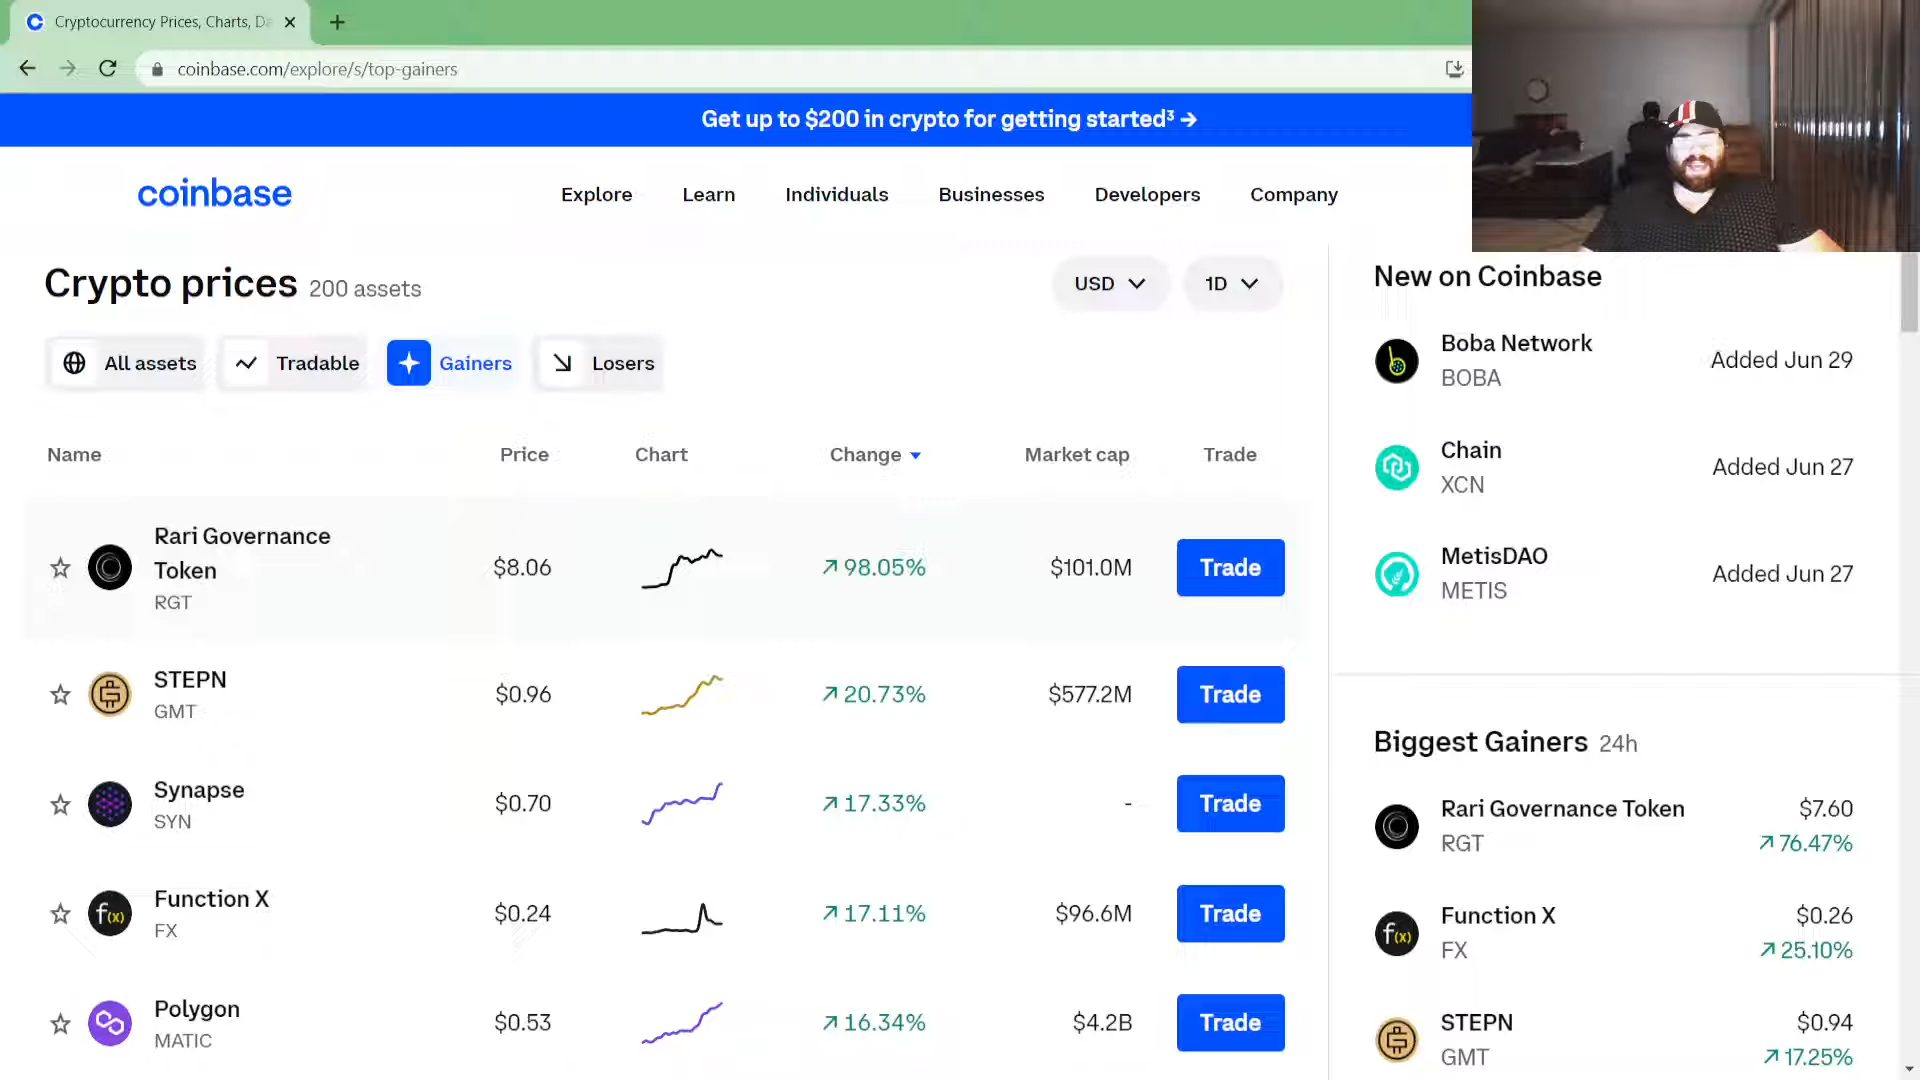 Cryptocurrency Prices, Charts, Da
coinbase.com/explore/s/top-gainers
Get up to $200 in crypto for getting started³ →
coinbase
Explore Learn Individuals Businesses Developers Company
Crypto prices 200 assets
USD 1D
All assets Tradable Gainers Losers
Name Price Chart Change Market cap Trade
Rari Governance
Token
RGT
$8.06 ↗ 98.05% $101.0M Trade
STEPN
GMT
$0.96 ↗ 20.73% $577.2M Trade
Synapse
SYN
$0.70 ↗ 17.33% - Trade
f(x)
Function X
FX
$0.24 ↗ 17.11% $96.6M Trade
Polygon
MATIC
$0.53 ↗ 16.34% $4.2B Trade
New on Coinbase
Boba Network
BOBA
Added Jun 29
Chain
XCN
Added Jun 27
MetisDAO
METIS
Added Jun 27
Biggest Gainers 24h
Rari Governance Token $7.60
RGT ↗ 76.47%
f(x)
Function X $0.26
FX ↗ 25.10%
STEPN $0.94
GMT ↗ 17.25%